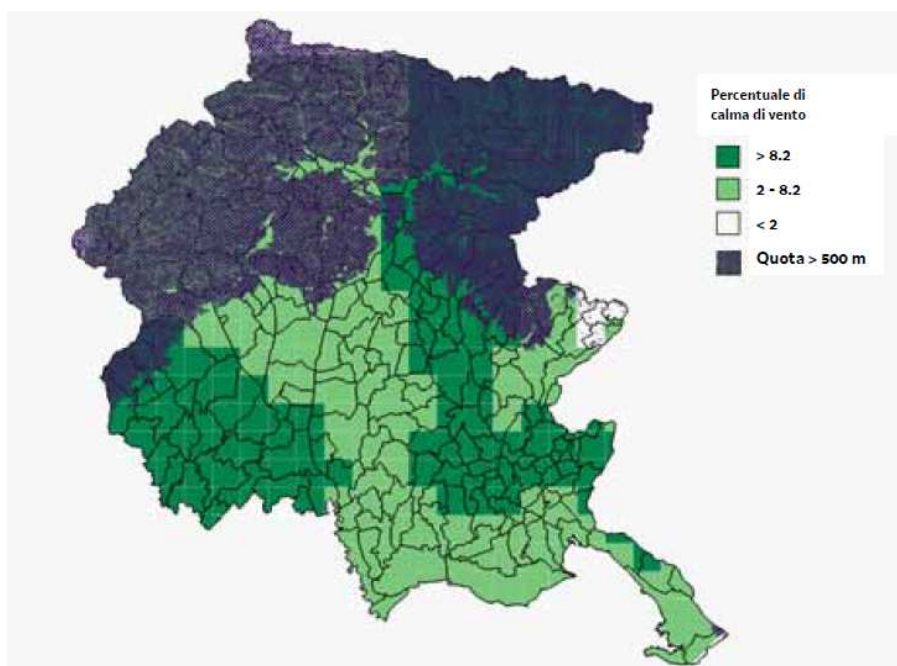 Percentuale di
calma di vento
> 8.2
2 - 8.2
< 2
Quota > 500 m